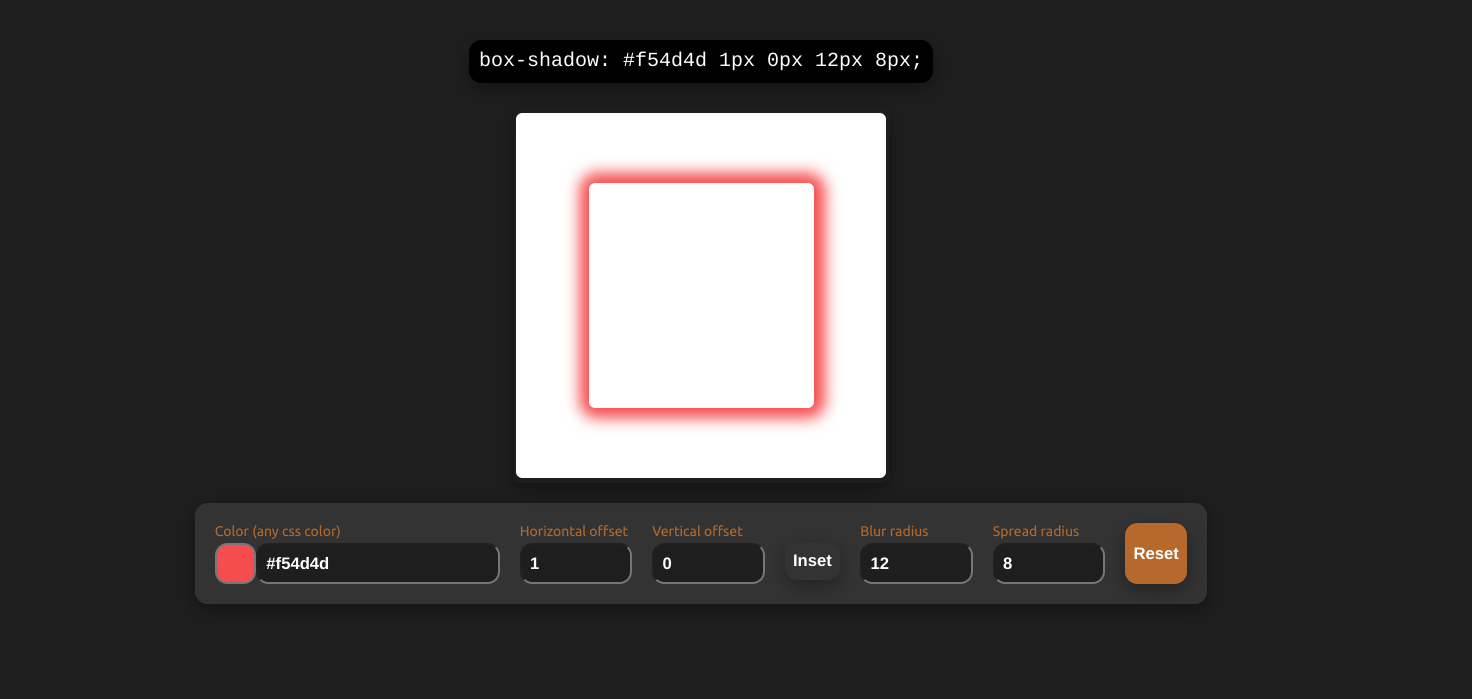 box-shadow: #f54d4d 1px 0px 12px 8px;
Color (any css color)
#f54d4d
Horizontal offset
1
Vertical offset
0
Inset
Blur radius
12
Spread radius
8
Reset